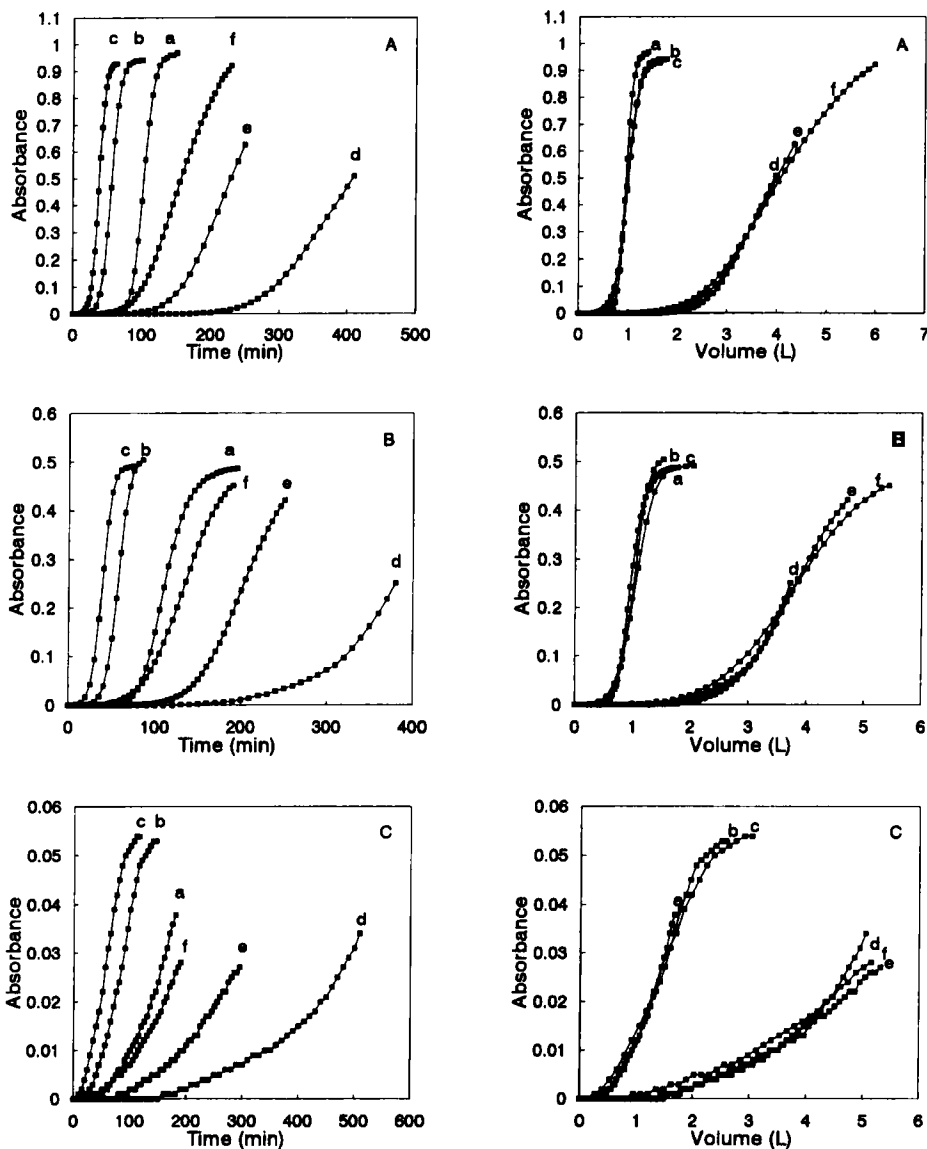 1.1
1
0.9
0.8
0.7
0.6
0.5
0.4
0.3
0.2
0.1
0
Absorbance
c b a f e d
A
0 100 200 300 400 500
Time (min)
1.1
1
0.9
0.8
0.7
0.6
0.5
0.4
0.3
0.2
0.1
0
Absorbance
a b c d e f
A
0 1 2 3 4 5 6 7
Volume (L)
0.6
0.5
0.4
0.3
0.2
0.1
0
Absorbance
c b a f e d
B
0 100 200 300 400
Time (min)
0.6
0.5
0.4
0.3
0.2
0.1
0
Absorbance
b c a d e f
B
0 1 2 3 4 5 6
Volume (L)
0.06
0.05
0.04
0.03
0.02
0.01
0
Absorbance
c b a f e d
C
0 100 200 300 400 500 600
Time (min)
0.06
0.05
0.04
0.03
0.02
0.01
0
Absorbance
a b c d f e
C
0 1 2 3 4 5 6
Volume (L)